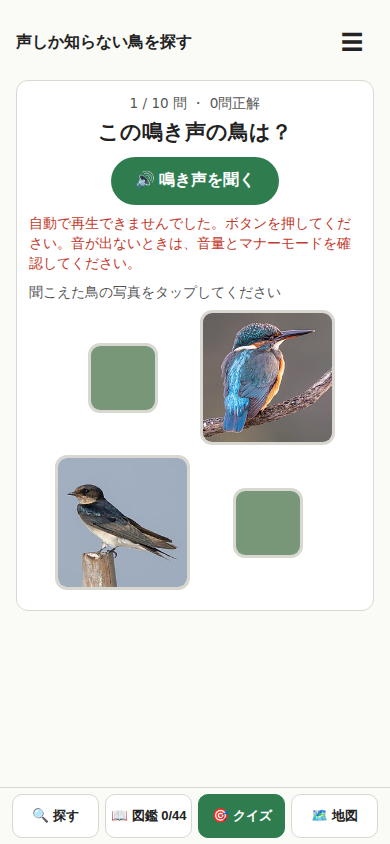 声しか知らない鳥を探す
1 / 10 問 ・ 0問正解
この鳴き声の鳥は？
🔊 鳴き声を聞く
自動で再生できませんでした。ボタンを押してくだ
さい。音が出ないときは、音量とマナーモードを確
認してください。
聞こえた鳥の写真をタップしてください
🔍 探す
📖 図鑑 0/44
🎯 クイズ
🗺️ 地図